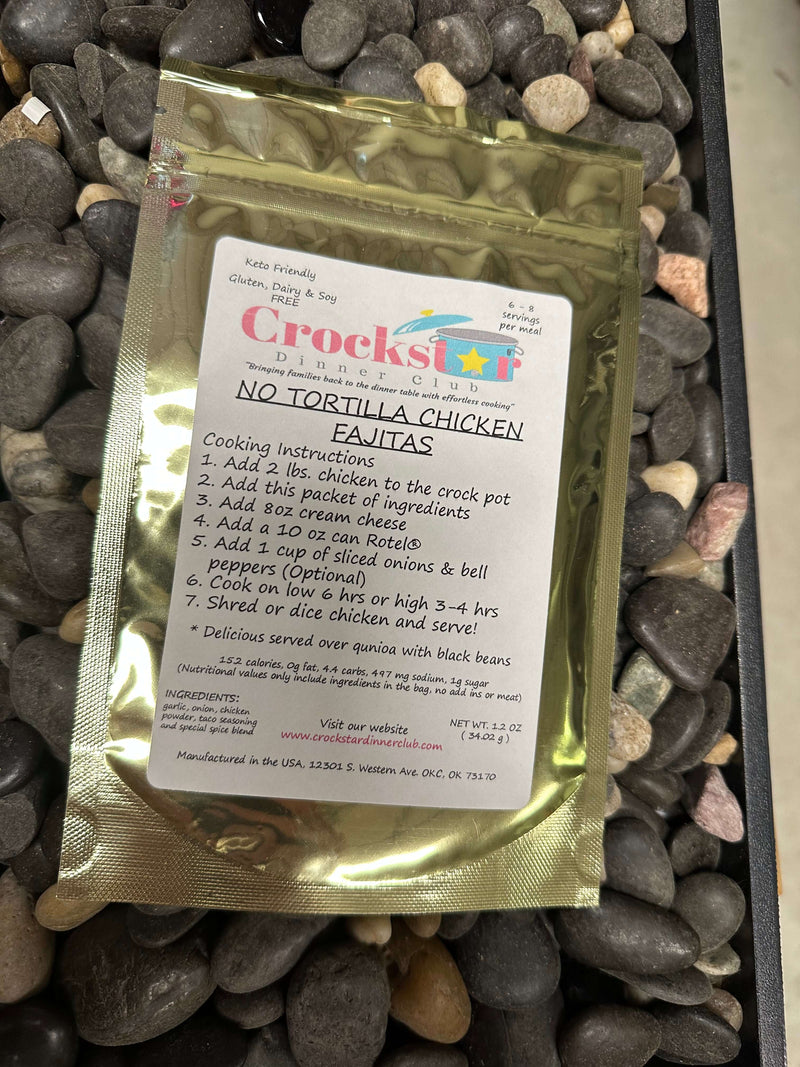 Keto Friendly
Gluten, Dairy & Soy
FREE
6 - 8
servings
per meal
Crockstar
Dinner Club
"Bringing families back to the dinner table with effortless cooking"
NO TORTILLA CHICKEN
FAJITAS
Cooking Instructions
1. Add 2 lbs. chicken to the crock pot
2. Add this packet of ingredients
3. Add 8oz cream cheese
4. Add a 10 oz can Rotel®
5. Add 1 cup of sliced onions & bell
peppers (Optional)
6. Cook on low 6 hrs or high 3-4 hrs
7. Shred or dice chicken and serve!
* Delicious served over qunioa with black beans
15.2 calories, 0g fat, 4.4 carbs, 497 mg sodium, 1g sugar
(Nutritional values only include ingredients in the bag, no add ins or meat)
INGREDIENTS:
garlic, onion, chicken
powder, taco seasoning
and special spice blend
Visit our website
www.crockstardinnerclub.com
NET WT. 1.2 OZ
( 34.02 g )
Manufactured in the USA, 12301 S. Western Ave. OKC, OK 73170